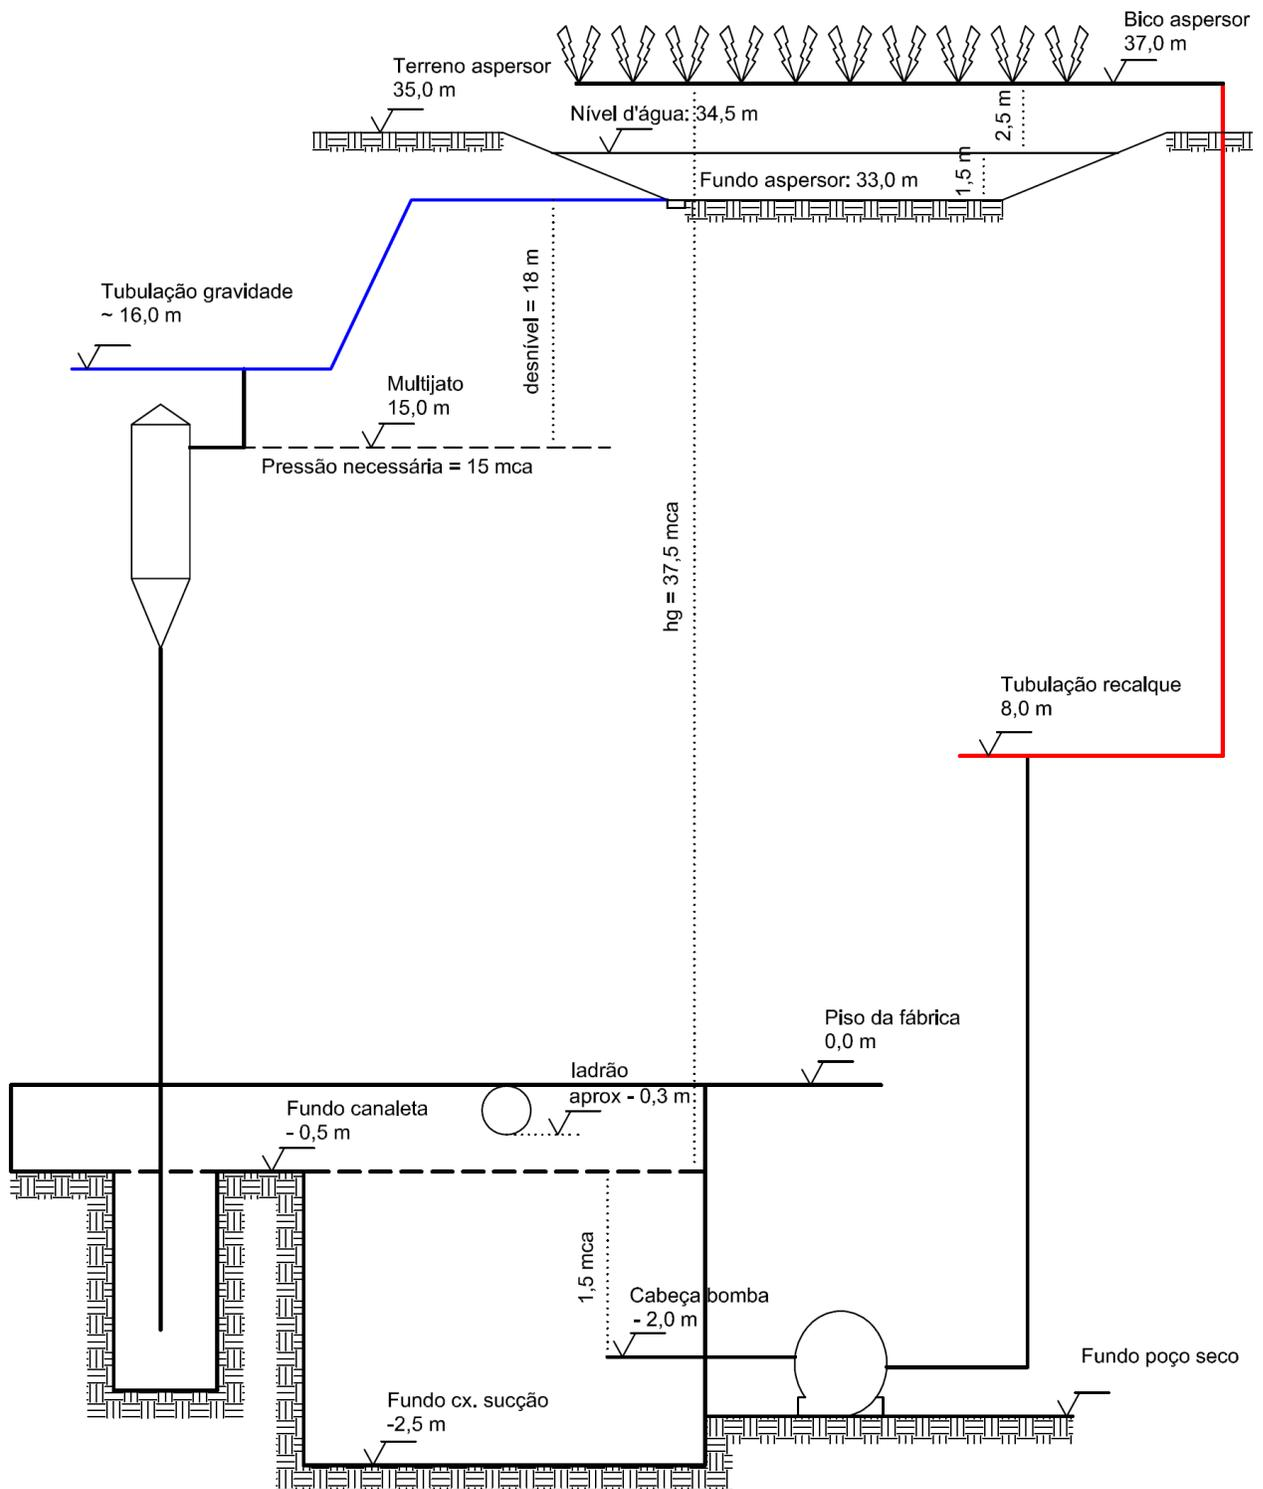 Bico aspersor
37,0 m
Terreno aspersor
35,0 m
Nível d'água: 34,5 m
2,5 m
1,5 m
Fundo aspersor: 33,0 m
desnível = 18 m
Tubulação gravidade
~ 16,0 m
Multijato
15,0 m
Pressão necessária = 15 mca
hg = 37,5 mca
Tubulação recalque
8,0 m
Piso da fábrica
0,0 m
ladrão
aprox - 0,3 m
Fundo canaleta
- 0,5 m
1,5 mca
Cabeça bomba
- 2,0 m
Fundo poço seco
Fundo cx. sucção
-2,5 m